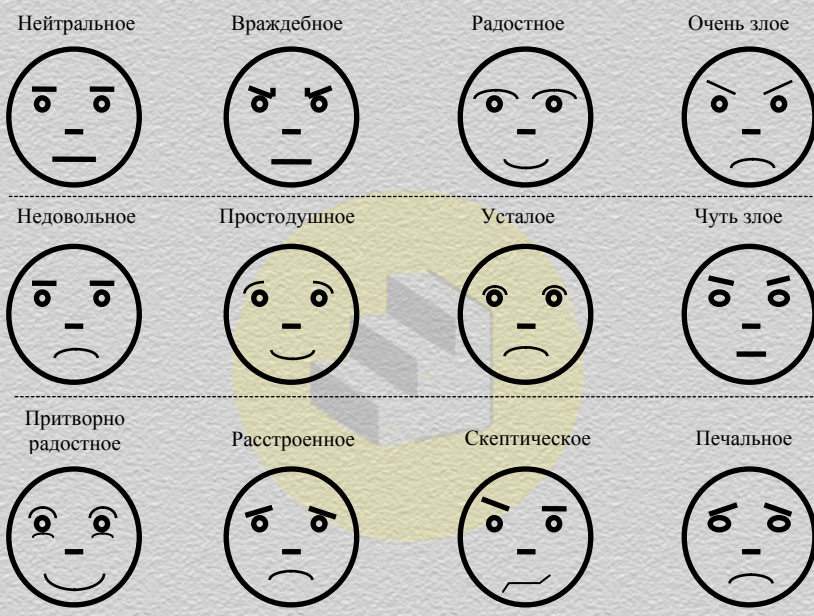 Нейтральное
Враждебное
Радостное
Очень злое
Недовольное
Простодушное
Усталое
Чуть злое
Притворно
радостное
Расстроенное
Скептическое
Печальное